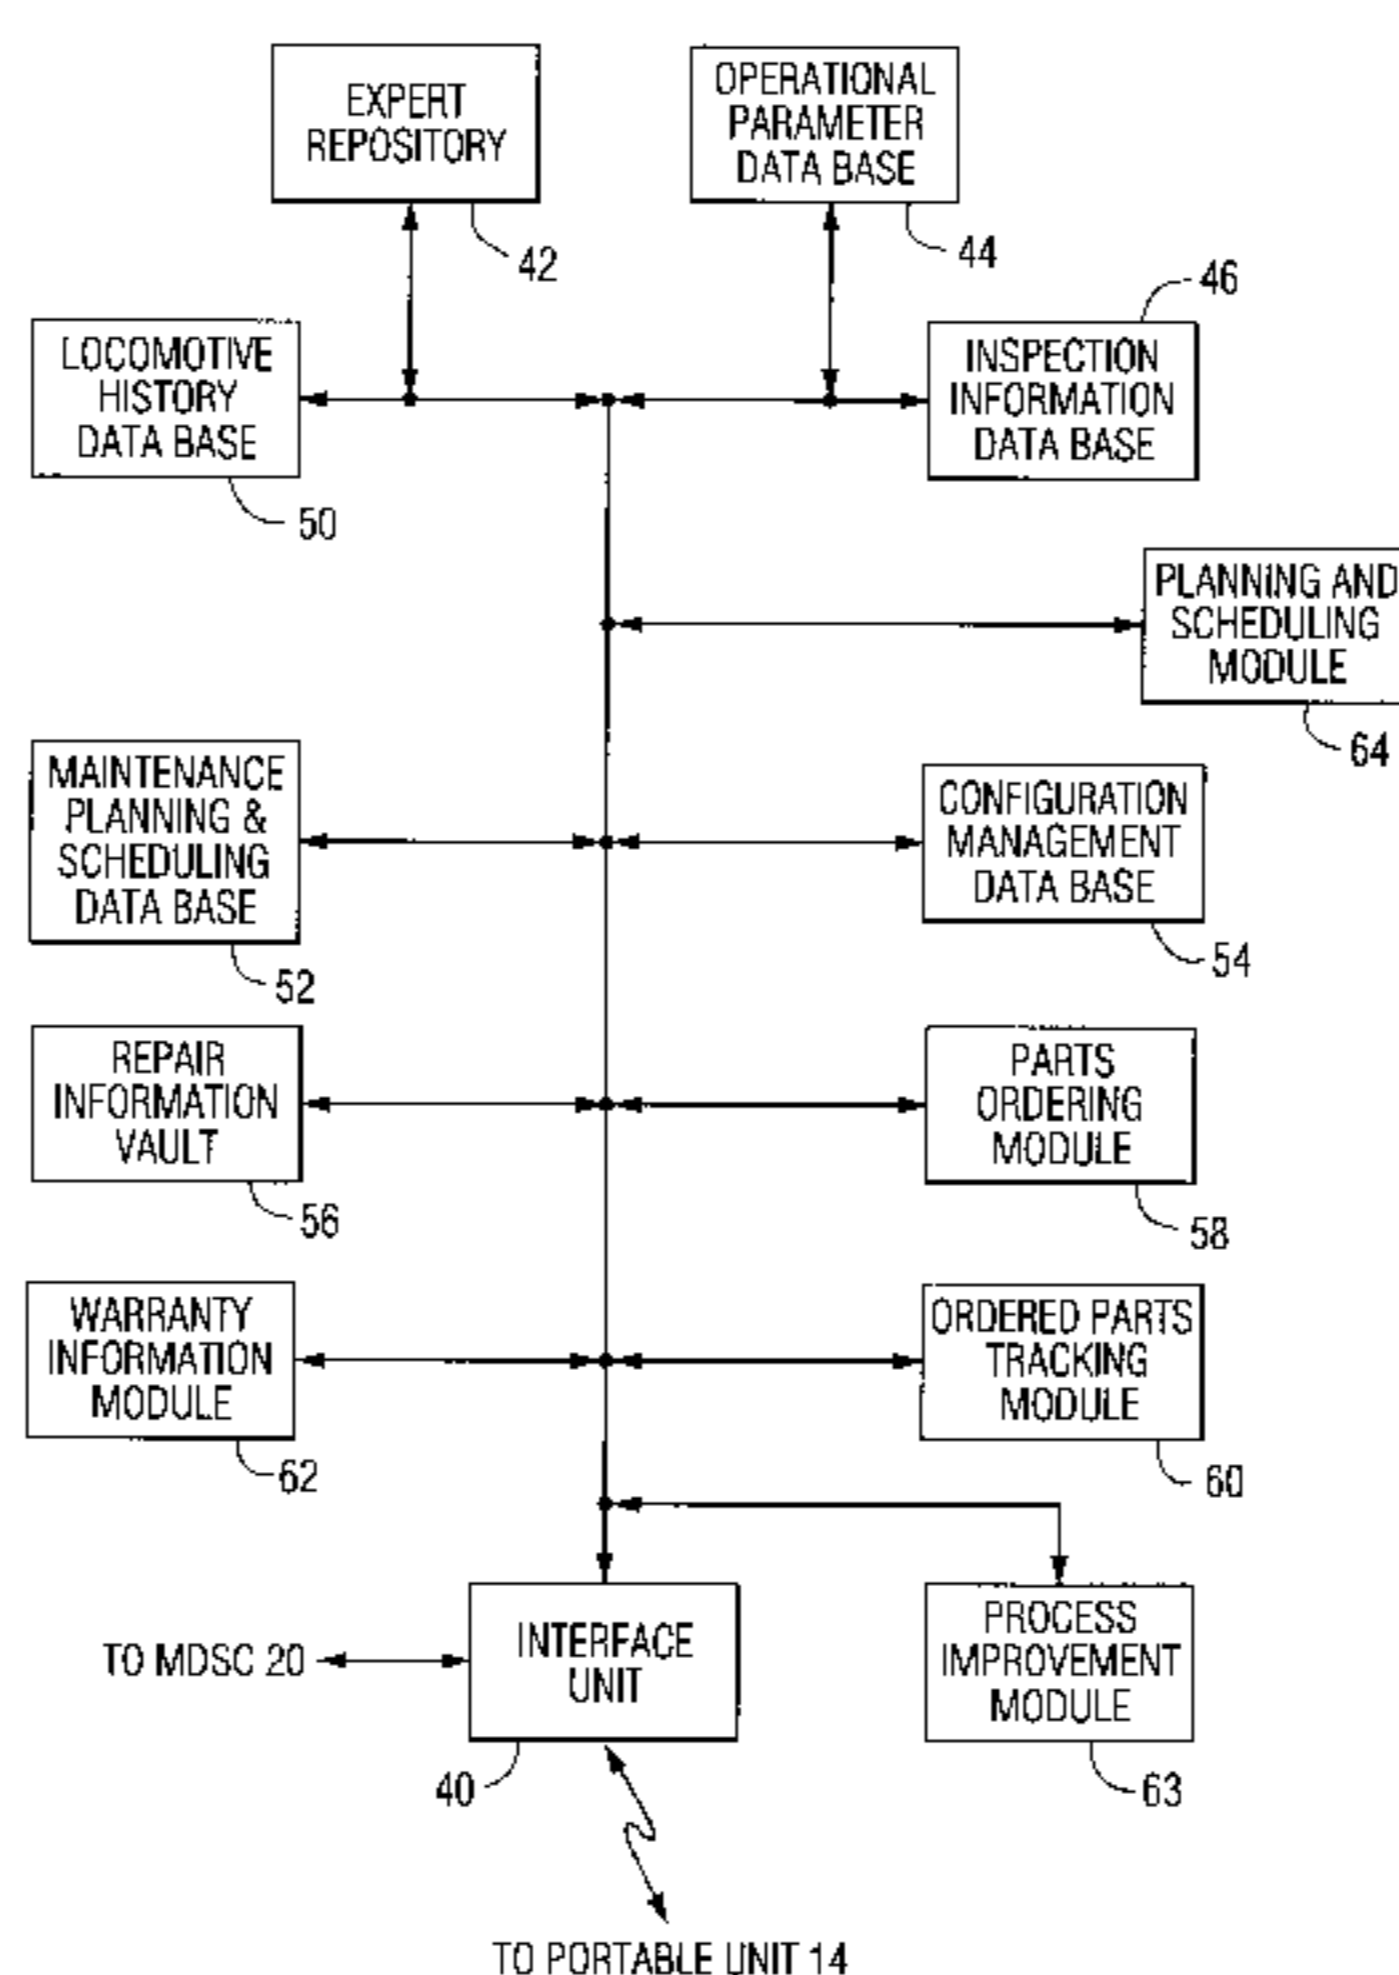 EXPERT
REPOSITORY
42
OPERATIONAL
PARAMETER
DATA BASE
44
LOCOMOTIVE
HISTORY
DATA BASE
50
46
INSPECTION
INFORMATION
DATA BASE
PLANNING AND
SCHEDULING
MODULE
64
MAINTENANCE
PLANNING &
SCHEDULING
DATA BASE
52
CONFIGURATION
MANAGEMENT
DATA BASE
54
REPAIR
INFORMATION
VAULT
56
PARTS
ORDERING
MODULE
58
WARRANTY
INFORMATION
MODULE
62
ORDERED PARTS
TRACKING
MODULE
60
TO MDSC 20
INTERFACE
UNIT
40
PROCESS
IMPROVEMENT
MODULE
63
TO PORTABLE UNIT 14